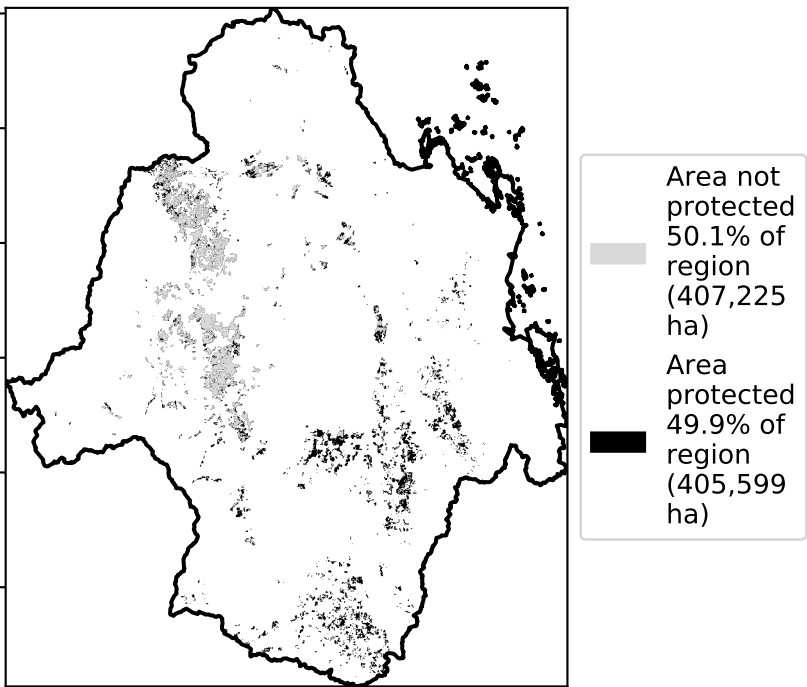 Area not
protected
50.1% of
region
(407,225
ha)
Area
protected
49.9% of
region
(405,599
ha)